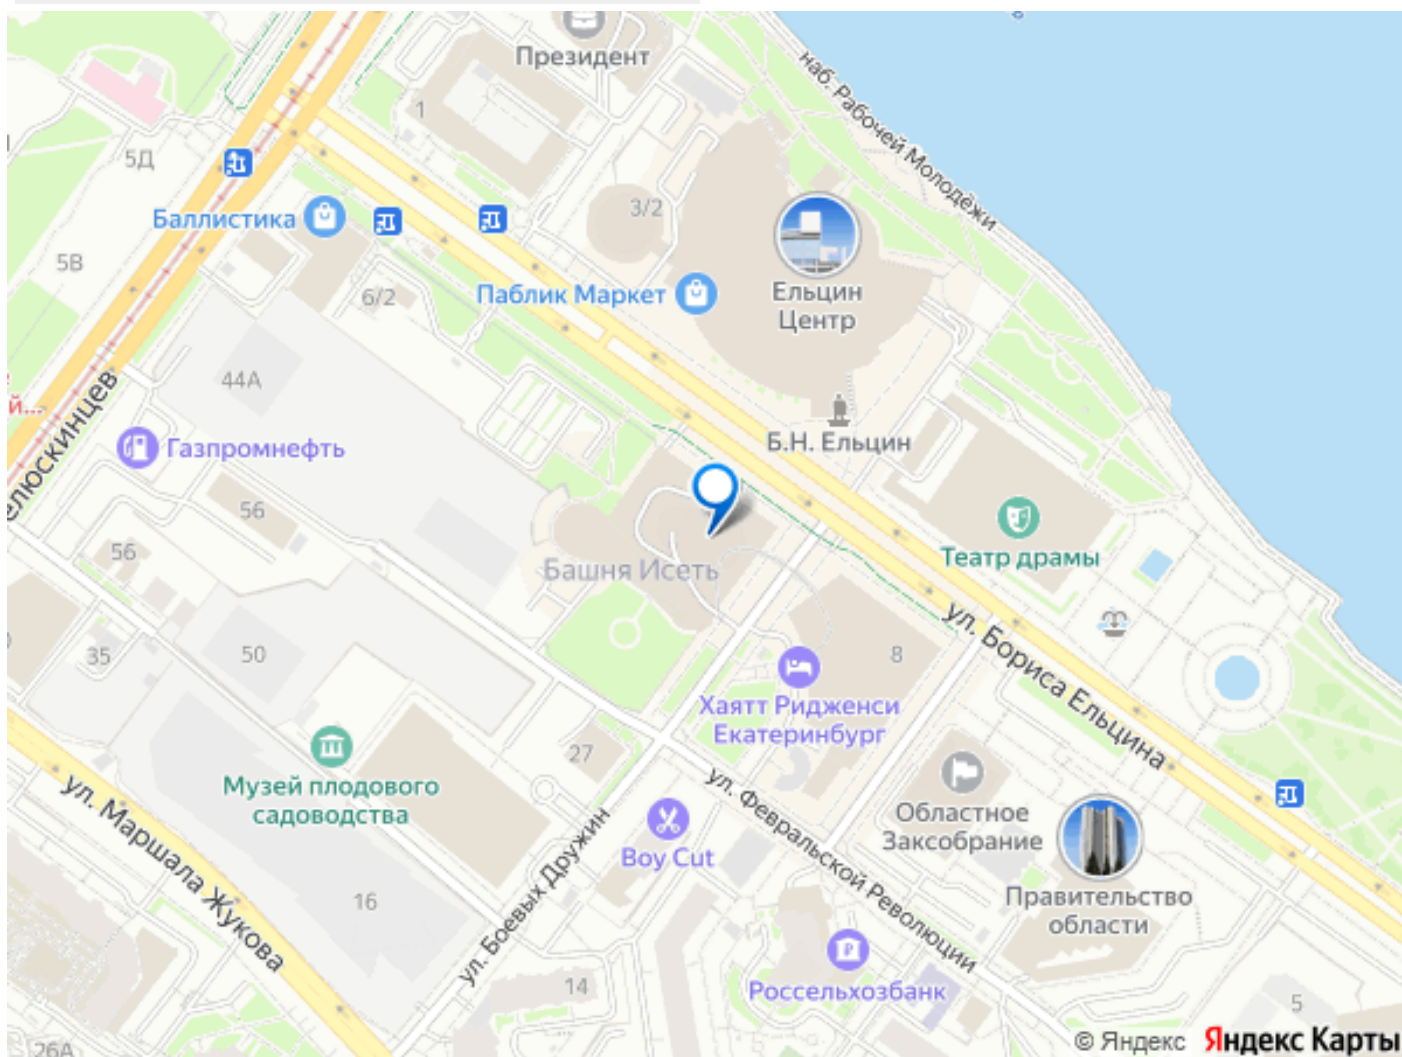 Президент
наб. Рабочей Молодёжи
1
5Д
3/2
Баллистика
5В
6/2
Паблик Маркет
Ельцин
Центр
44А
й...
Газпромнефть
Б.Н. Ельцин
56
56
Башня Исеть
Театр драмы
ул. Бориса Ельцина
35
50
8
Хаятт Ридженси
Екатеринбург
27
Музей плодового
садоводства
ул. Маршала Жукова
ул. Февральской Революции
Областное
Заксобрание
Boy Cut
ул. Боевых Дружин
16
Правительство
области
14
Россельхозбанк
5
26А
© Яндекс Яндекс Карты